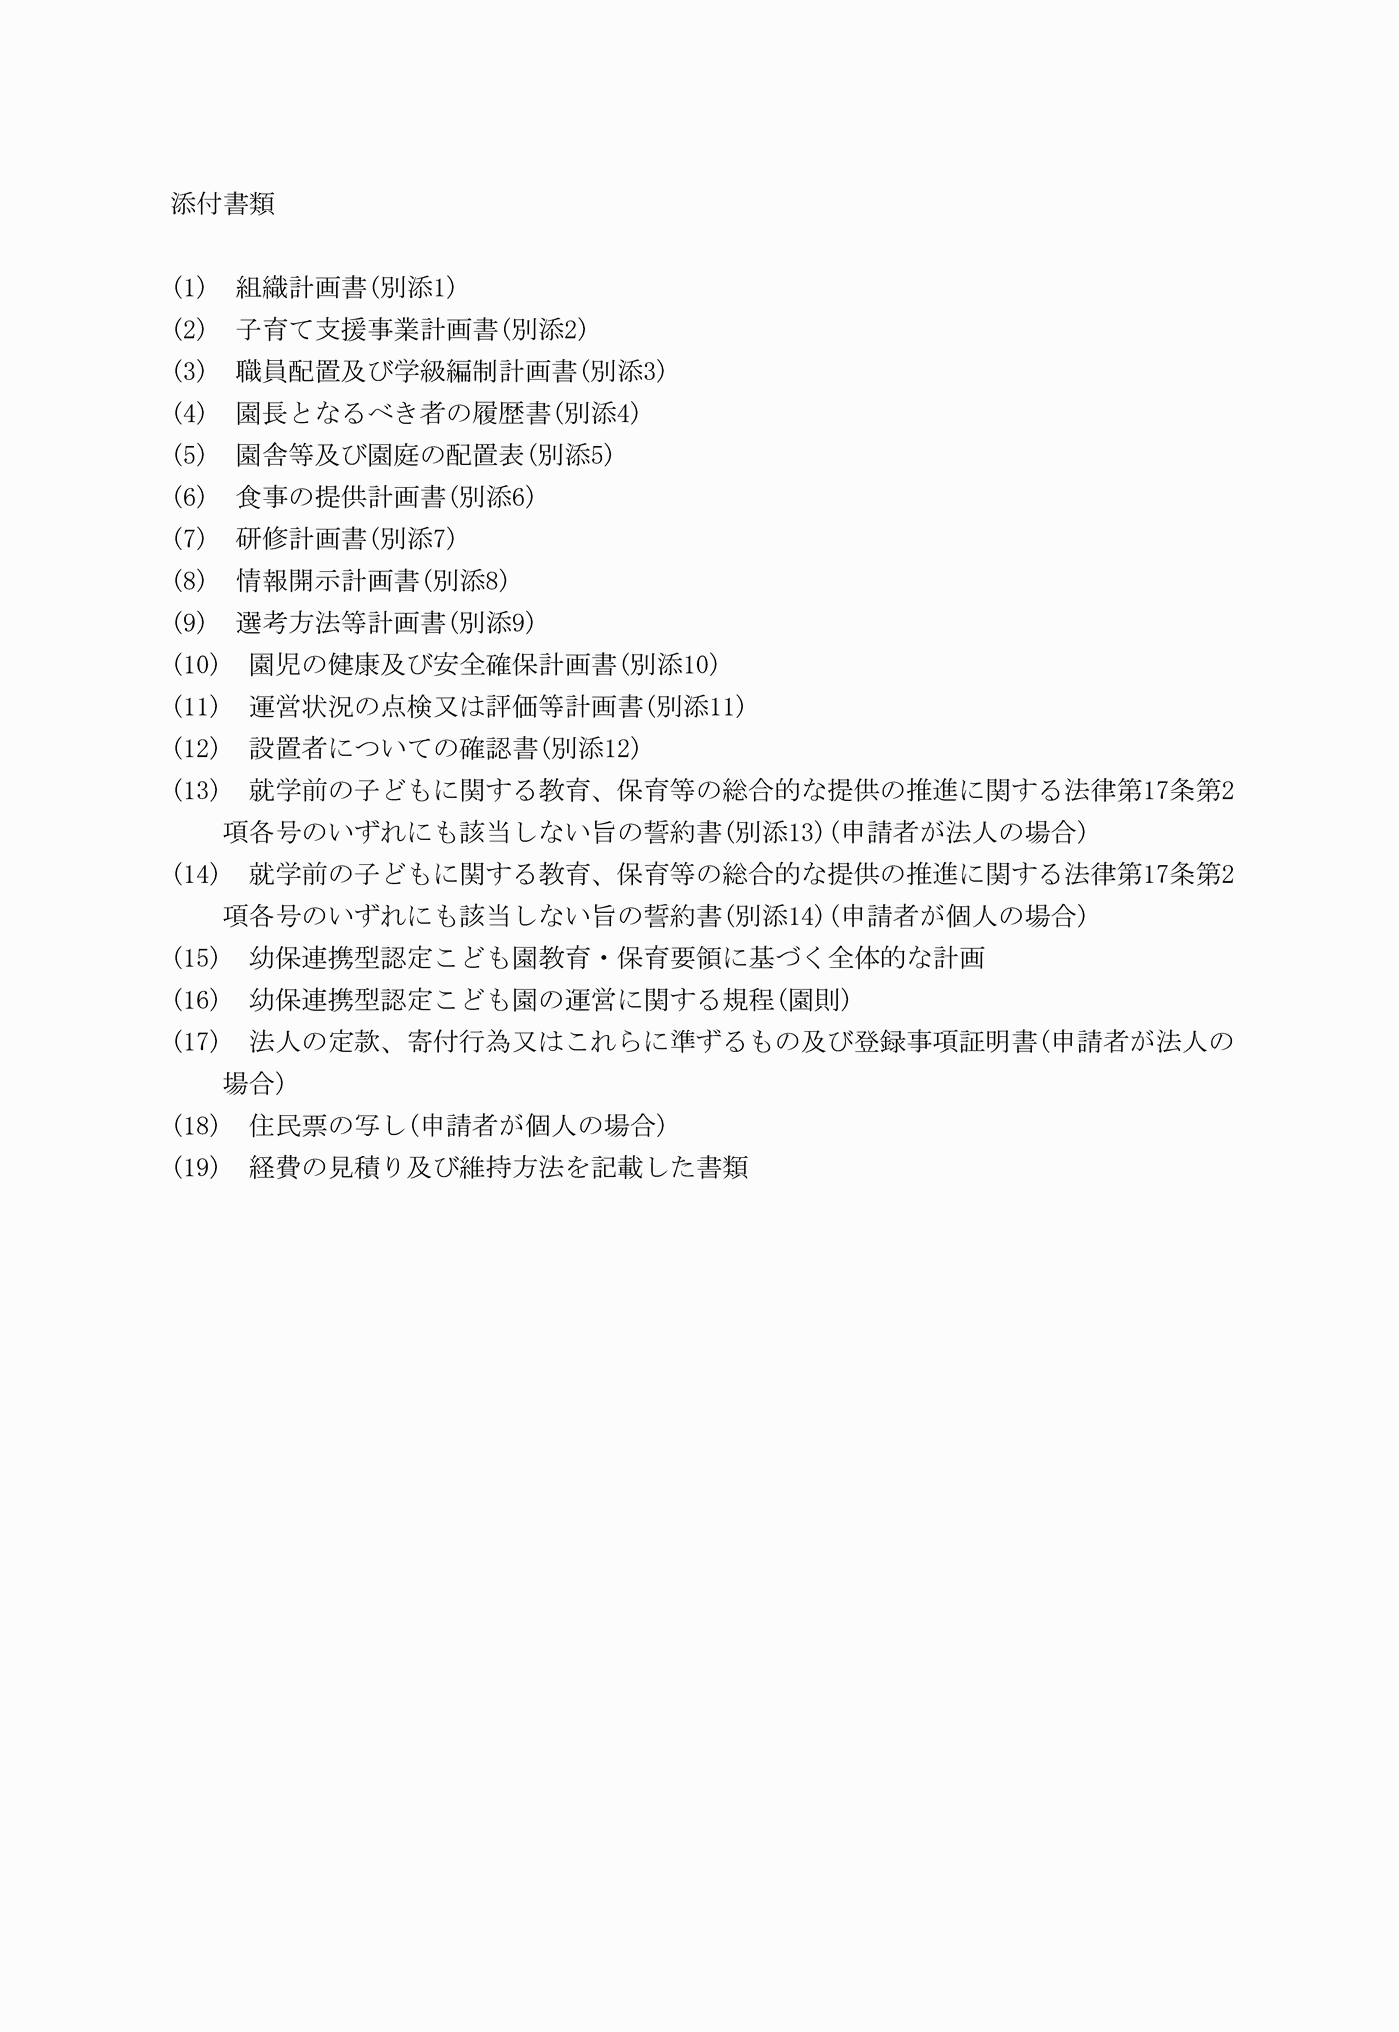 添付書類
(1)　組織計画書(別添1)
(2)　子育て支援事業計画書(別添2)
(3)　職員配置及び学級編制計画書(別添3)
(4)　園長となるべき者の履歴書(別添4)
(5)　園舎等及び園庭の配置表(別添5)
(6)　食事の提供計画書(別添6)
(7)　研修計画書(別添7)
(8)　情報開示計画書(別添8)
(9)　選考方法等計画書(別添9)
(10)　園児の健康及び安全確保計画書(別添10)
(11)　運営状況の点検又は評価等計画書(別添11)
(12)　設置者についての確認書(別添12)
(13)　就学前の子どもに関する教育、保育等の総合的な提供の推進に関する法律第17条第2
項各号のいずれにも該当しない旨の誓約書(別添13)(申請者が法人の場合)
(14)　就学前の子どもに関する教育、保育等の総合的な提供の推進に関する法律第17条第2
項各号のいずれにも該当しない旨の誓約書(別添14)(申請者が個人の場合)
(15)　幼保連携型認定こども園教育・保育要領に基づく全体的な計画
(16)　幼保連携型認定こども園の運営に関する規程(園則)
(17)　法人の定款、寄付行為又はこれらに準ずるもの及び登録事項証明書(申請者が法人の
場合)
(18)　住民票の写し(申請者が個人の場合)
(19)　経費の見積り及び維持方法を記載した書類